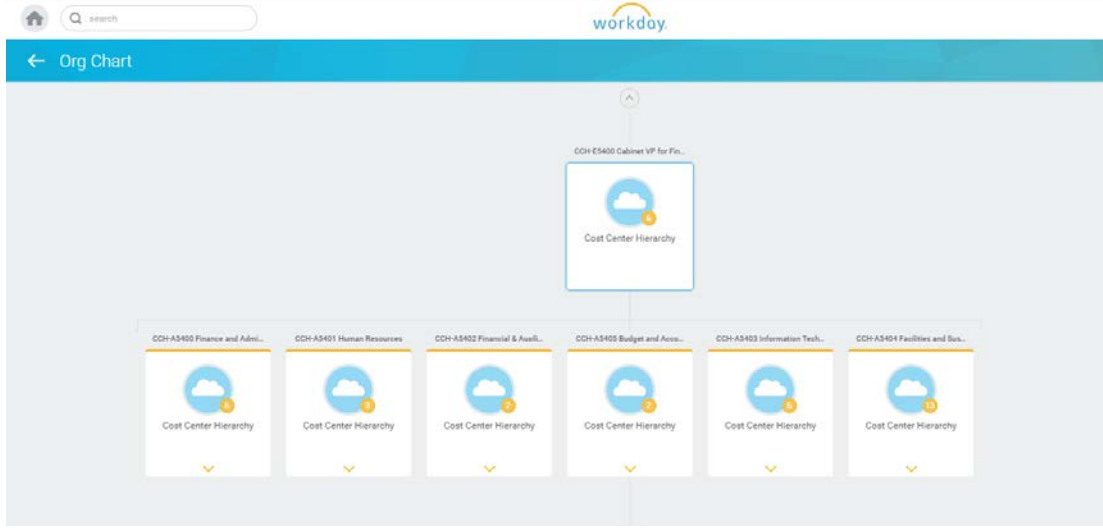 search
workday.
Org Chart
CCH-E5400 Cabinet VP for Fin...
6
Cost Center Hierarchy
CCH-A5400 Finance and Admi... CCH-A5401 Human Resources CCH-A5402 Financial & Auxili... CCH-A5405 Budget and Acco... CCH-A5403 Information Tech... CCH-A5404 Facilities and Sus...
13
Cost Center Hierarchy Cost Center Hierarchy Cost Center Hierarchy Cost Center Hierarchy Cost Center Hierarchy Cost Center Hierarchy